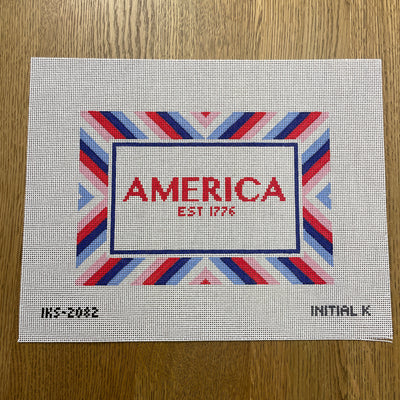 AMERICA
EST 1776
IKS-2082
INITIAL K